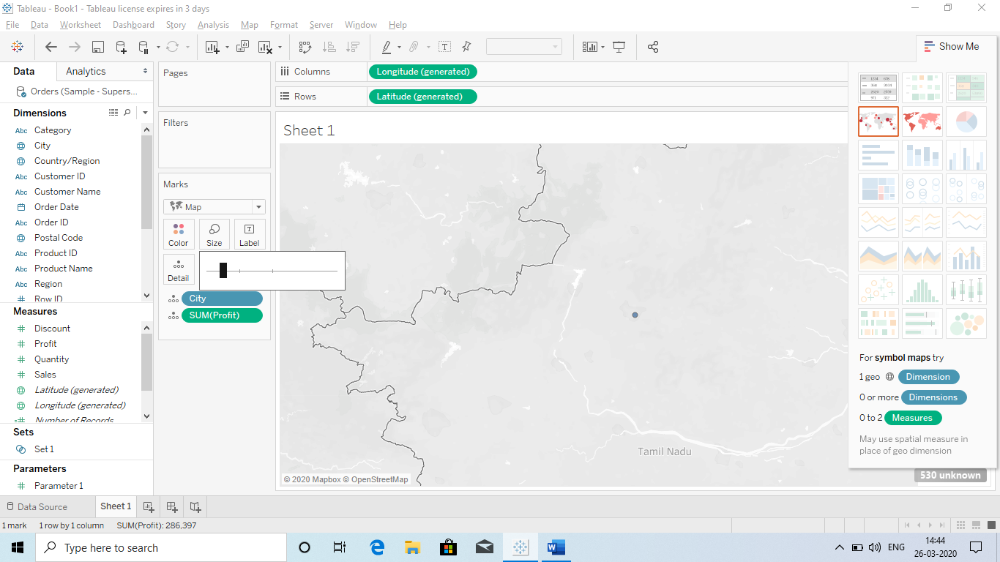 Tableau - Book1 - Tableau license expires in 3 days
File Data Worksheet Dashboard Story Analysis Map Format Server Window Help
Show Me
Data Analytics
Orders (Sample - Supers...
Dimensions
Abc Category
City
Country/Region
Abc Customer ID
Abc Customer Name
Order Date
Abc Order ID
Postal Code
Abc Product ID
Abc Product Name
Abc Region
Row ID
Measures
Discount
Profit
Quantity
Sales
Latitude (generated)
Longitude (generated)
Number of Records
Sets
Set 1
Parameters
Parameter 1
Pages
Filters
Marks
Map
Color Size Label
Detail
City
SUM(Profit)
Columns Longitude (generated)
Rows Latitude (generated)
Sheet 1
Tamil Nadu
© 2020 Mapbox © OpenStreetMap
For symbol maps try
1 geo Dimension
0 or more Dimensions
0 to 2 Measures
May use spatial measure in
place of geo dimension
530 unknown
Data Source Sheet 1
1 mark 1 row by 1 column SUM(Profit): 286,397
Type here to search
ENG
14:44
26-03-2020